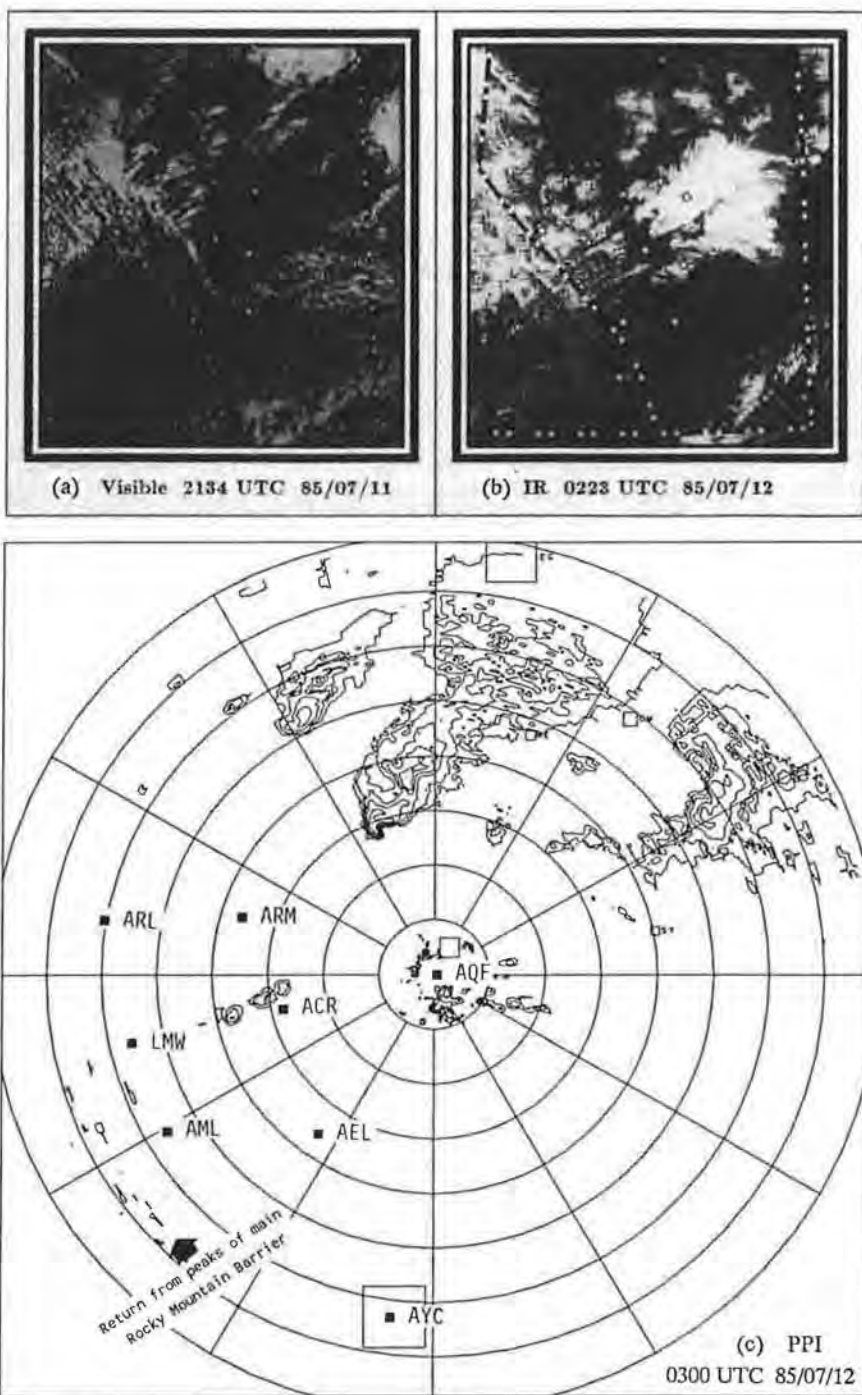 (a) Visible 2134 UTC 85/07/11
(b) IR 0223 UTC 85/07/12
EG
ARL
ARM
AQF
ACR
LMW
AML
AEL
Return from peaks of main
Rocky Mountain Barrier
AYC
(c) PPI
0300 UTC 85/07/12